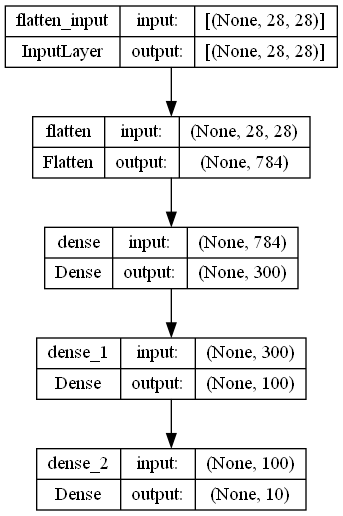 flatten_input input: [(None, 28, 28)]
InputLayer output: [(None, 28, 28)]
flatten input: (None, 28, 28)
Flatten output: (None, 784)
dense input: (None, 784)
Dense output: (None, 300)
dense_1 input: (None, 300)
Dense output: (None, 100)
dense_2 input: (None, 100)
Dense output: (None, 10)